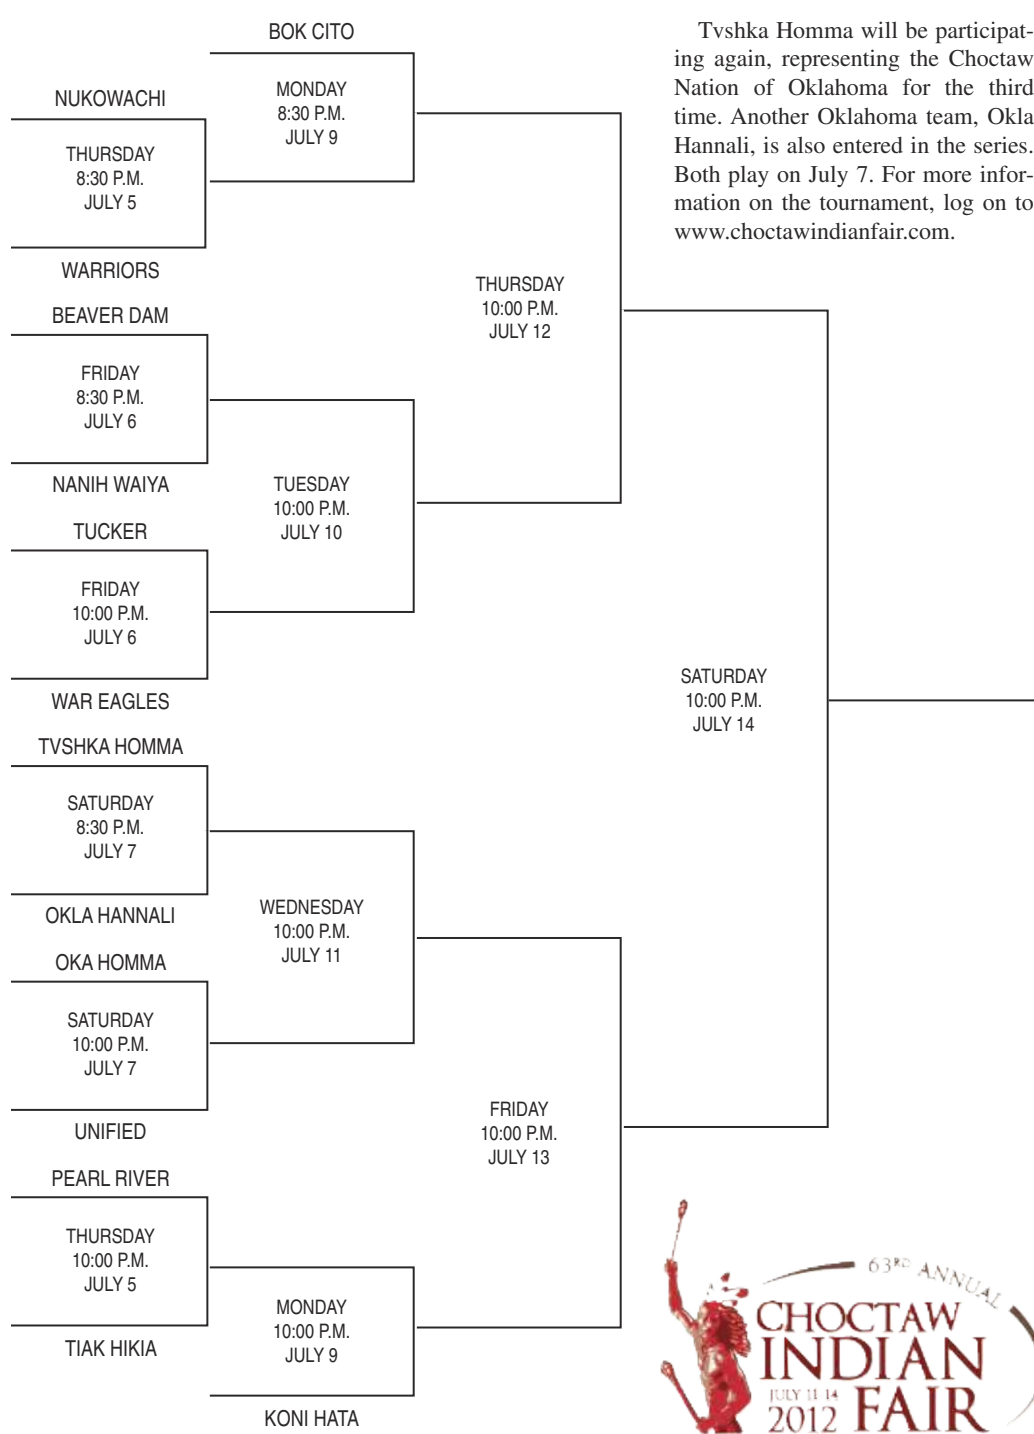 BOK CITO
MONDAY
8:30 P.M.
JULY 9
NUKOWACHI
THURSDAY
8:30 P.M.
JULY 5
WARRIORS
BEAVER DAM
FRIDAY
8:30 P.M.
JULY 6
NANIH WAIYA
TUESDAY
10:00 P.M.
JULY 10
TUCKER
FRIDAY
10:00 P.M.
JULY 6
WAR EAGLES
THURSDAY
10:00 P.M.
JULY 12
TVSHKA HOMMA
SATURDAY
8:30 P.M.
JULY 7
OKLA HANNALI
WEDNESDAY
10:00 P.M.
JULY 11
OKA HOMMA
SATURDAY
10:00 P.M.
JULY 7
UNIFIED
PEARL RIVER
THURSDAY
10:00 P.M.
JULY 5
TIAK HIKIA
MONDAY
10:00 P.M.
JULY 9
KONI HATA
FRIDAY
10:00 P.M.
JULY 13
SATURDAY
10:00 P.M.
JULY 14
Tvshka Homma will be participat-
ing again, representing the Choctaw
Nation of Oklahoma for the third
time. Another Oklahoma team, Okla
Hannali, is also entered in the series.
Both play on July 7. For more infor-
mation on the tournament, log on to
www.choctawindianfair.com.
63RD ANNUAL
CHOCTAW
INDIAN
JULY 11-14
2012 FAIR